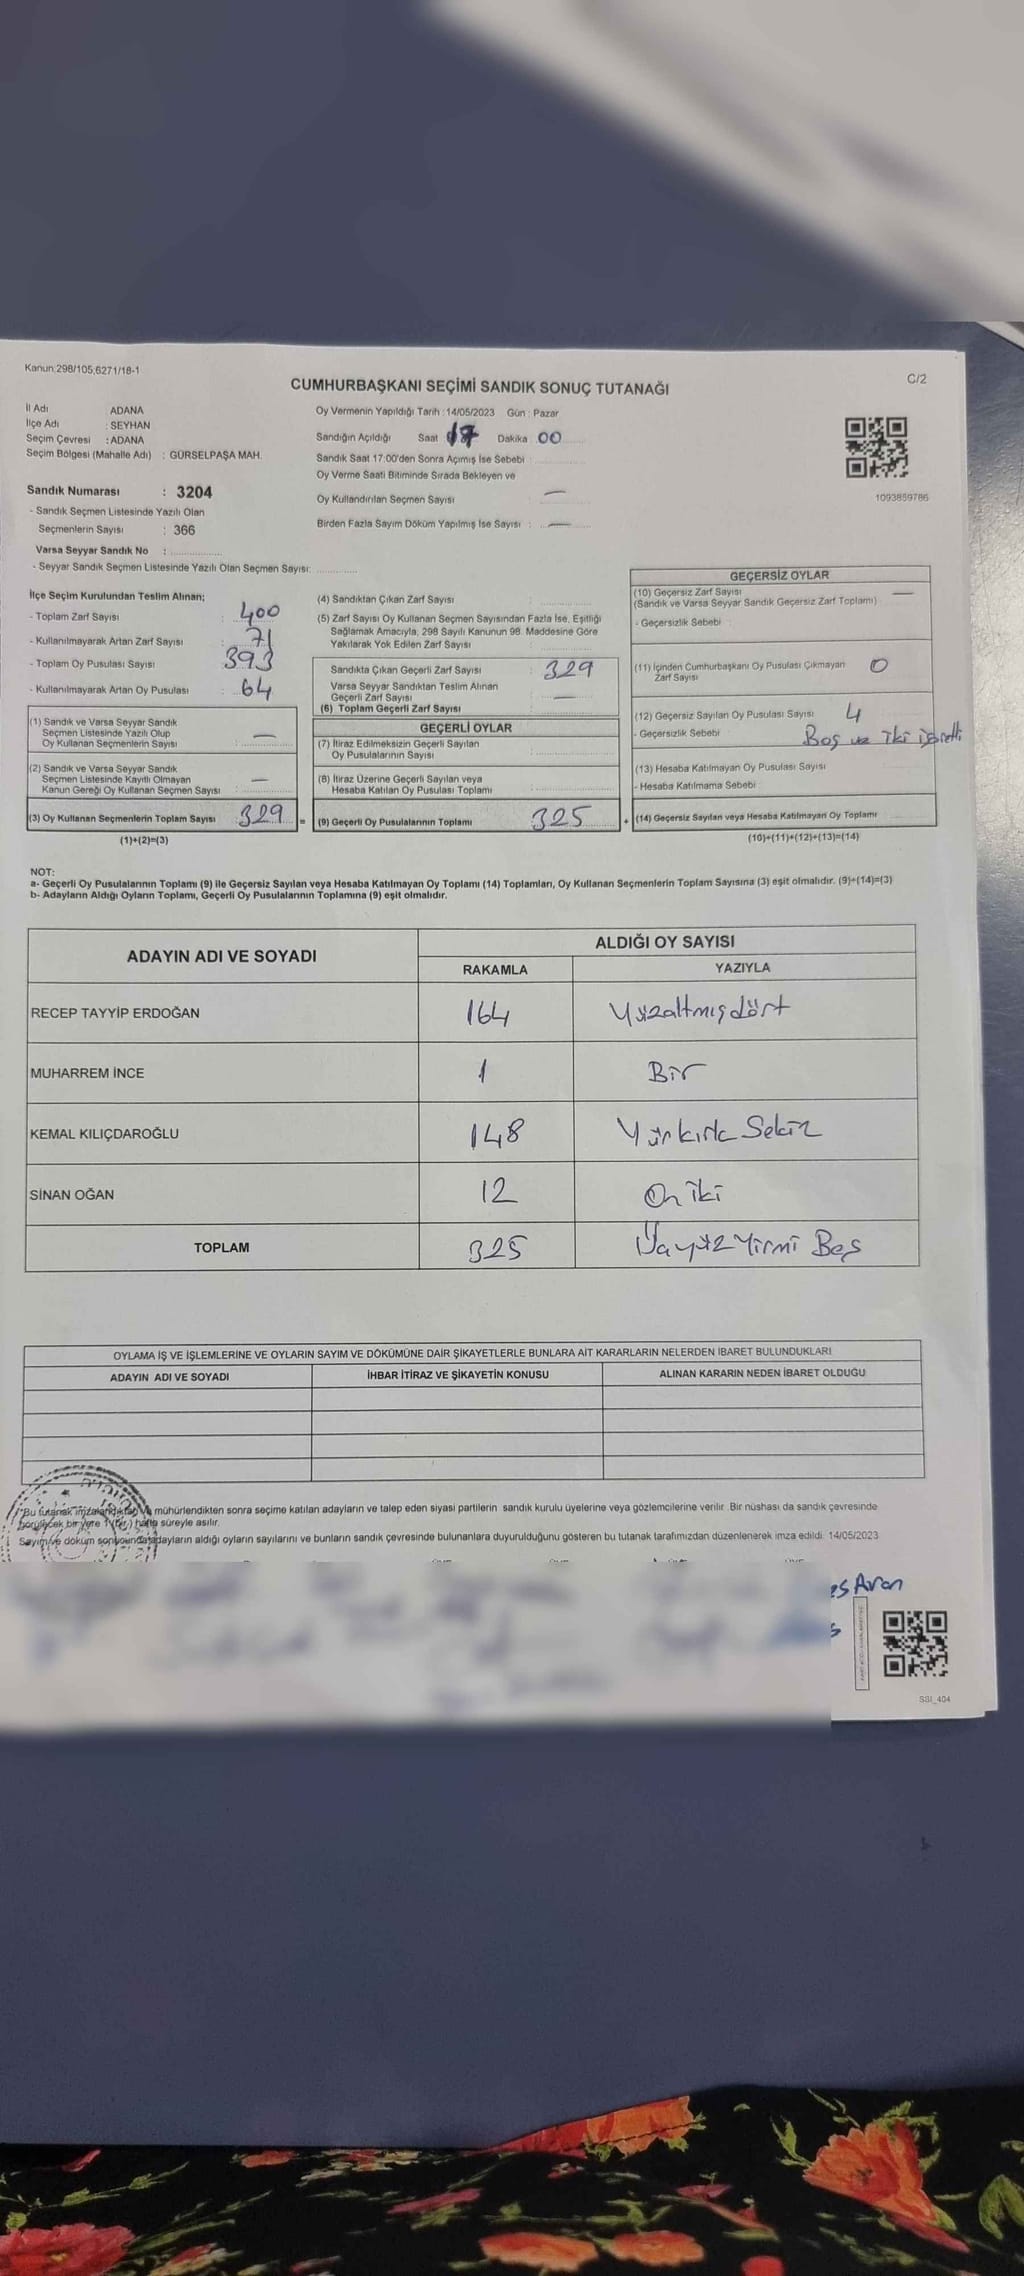 Kanun 298/105,6271/18-1
C/2
CUMHURBAŞKANI SEÇİMİ SANDIK SONUÇ TUTANAĞI
İl Adı ADANA
İlçe Adı : SEYHAN
Seçim Çevresi : ADANA
Seçim Bölgesi (Mahalle Adı) : GÜRSELPAŞA MAH.
Sandık Numarası : 3204
- Sandık Seçmen Listesinde Yazılı Olan
Seçmenlerin Sayısı : 366
Varsa Seyyar Sandık No :
- Seyyar Sandık Seçmen Listesinde Yazılı Olan Seçmen Sayısı:
Oy Vermenin Yapıldığı Tarih : 14/05/2023 Gün : Pazar
Sandığın Açıldığı Saat 17 Dakika 00
Sandık Saat 17:00'den Sonra Açımış İse Sebebi :
Oy Verme Saati Bitiminde Sırada Bekleyen ve
Oy Kullandırılan Seçmen Sayısı : —
Birden Fazla Sayım Döküm Yapılmış İse Sayısı : —
1093859786
İlçe Seçim Kurulundan Teslim Alınan;
- Toplam Zarf Sayısı : 400
- Kullanılmayarak Artan Zarf Sayısı : 71
- Toplam Oy Pusulası Sayısı : 393
- Kullanılmayarak Artan Oy Pusulası : 64
(1) Sandık ve Varsa Seyyar Sandık
Seçmen Listesinde Yazılı Olup
Oy Kullanan Seçmenlerin Sayısı : —
(2) Sandık ve Varsa Seyyar Sandık
Seçmen Listesinde Kayıtlı Olmayan
Kanun Gereği Oy Kullanan Seçmen Sayısı : —
(3) Oy Kullanan Seçmenlerin Toplam Sayısı 329 =
(1)+(2)=(3)
(4) Sandıktan Çıkan Zarf Sayısı :
(5) Zarf Sayısı Oy Kullanan Seçmen Sayısından Fazla İse, Eşitliği
Sağlamak Amacıyla, 298 Sayılı Kanunun 98. Maddesine Göre
Yakılarak Yok Edilen Zarf Sayısı :
Sandıkta Çıkan Geçerli Zarf Sayısı : 329
Varsa Seyyar Sandıktan Teslim Alınan
Geçerli Zarf Sayısı : —
(6) Toplam Geçerli Zarf Sayısı
GEÇERLİ OYLAR
(7) İtiraz Edilmeksizin Geçerli Sayılan
Oy Pusulalarının Sayısı :
(8) İtiraz Üzerine Geçerli Sayılan veya
Hesaba Katılan Oy Pusulası Toplamı :
(9) Geçerli Oy Pusulalarının Toplamı 325 +
GEÇERSİZ OYLAR
(10) Geçersiz Zarf Sayısı —
(Sandık ve Varsa Seyyar Sandık Geçersiz Zarf Toplamı)
- Geçersizlik Sebebi
(11) İçinden Cumhurbaşkanı Oy Pusulası Çıkmayan 0
Zarf Sayısı
(12) Geçersiz Sayılan Oy Pusulası Sayısı 4
- Geçersizlik Sebebi Boş ve iki işaretli
(13) Hesaba Katılmayan Oy Pusulası Sayısı
- Hesaba Katılmama Sebebi
(14) Geçersiz Sayılan veya Hesaba Katılmayan Oy Toplamı
(10)+(11)+(12)+(13)=(14)
NOT:
a- Geçerli Oy Pusulalarının Toplamı (9) ile Geçersiz Sayılan veya Hesaba Katılmayan Oy Toplamı (14) Toplamları, Oy Kullanan Seçmenlerin Toplam Sayısına (3) eşit olmalıdır. (9)+(14)=(3)
b- Adayların Aldığı Oyların Toplamı, Geçerli Oy Pusulalarının Toplamına (9) eşit olmalıdır.
ADAYIN ADI VE SOYADI ALDIĞI OY SAYISI
RAKAMLA YAZIYLA
RECEP TAYYİP ERDOĞAN 164 Yüzaltmışdört
MUHARREM İNCE 1 Bir
KEMAL KILIÇDAROĞLU 148 Yüzkırk Sekiz
SİNAN OĞAN 12 On iki
TOPLAM 325 Üçyüz Yirmi Beş
OYLAMA İŞ VE İŞLEMLERİNE VE OYLARIN SAYIM VE DÖKÜMÜNE DAİR ŞİKAYETLERLE BUNLARA AİT KARARLARIN NELERDEN İBARET BULUNDUKLARI
ADAYIN ADI VE SOYADI İHBAR İTİRAZ VE ŞİKAYETİN KONUSU ALINAN KARARIN NEDEN İBARET OLDUĞU
"Bu tutanak imzalandıktan ve mühürlendikten sonra seçime katılan adayların ve talep eden siyasi partilerin sandık kurulu üyelerine veya gözlemcilerine verilir. Bir nüshası da sandık çevresinde
görülecek bir yere 1 (bir) hafta süreyle asılır.
Sayım ve döküm sonucunda adayların aldığı oyların sayılarını ve bunların sandık çevresinde bulunanlara duyurulduğunu gösteren bu tutanak tarafımızdan düzenlenerek imza edildi. 14/05/2023
SSI_404